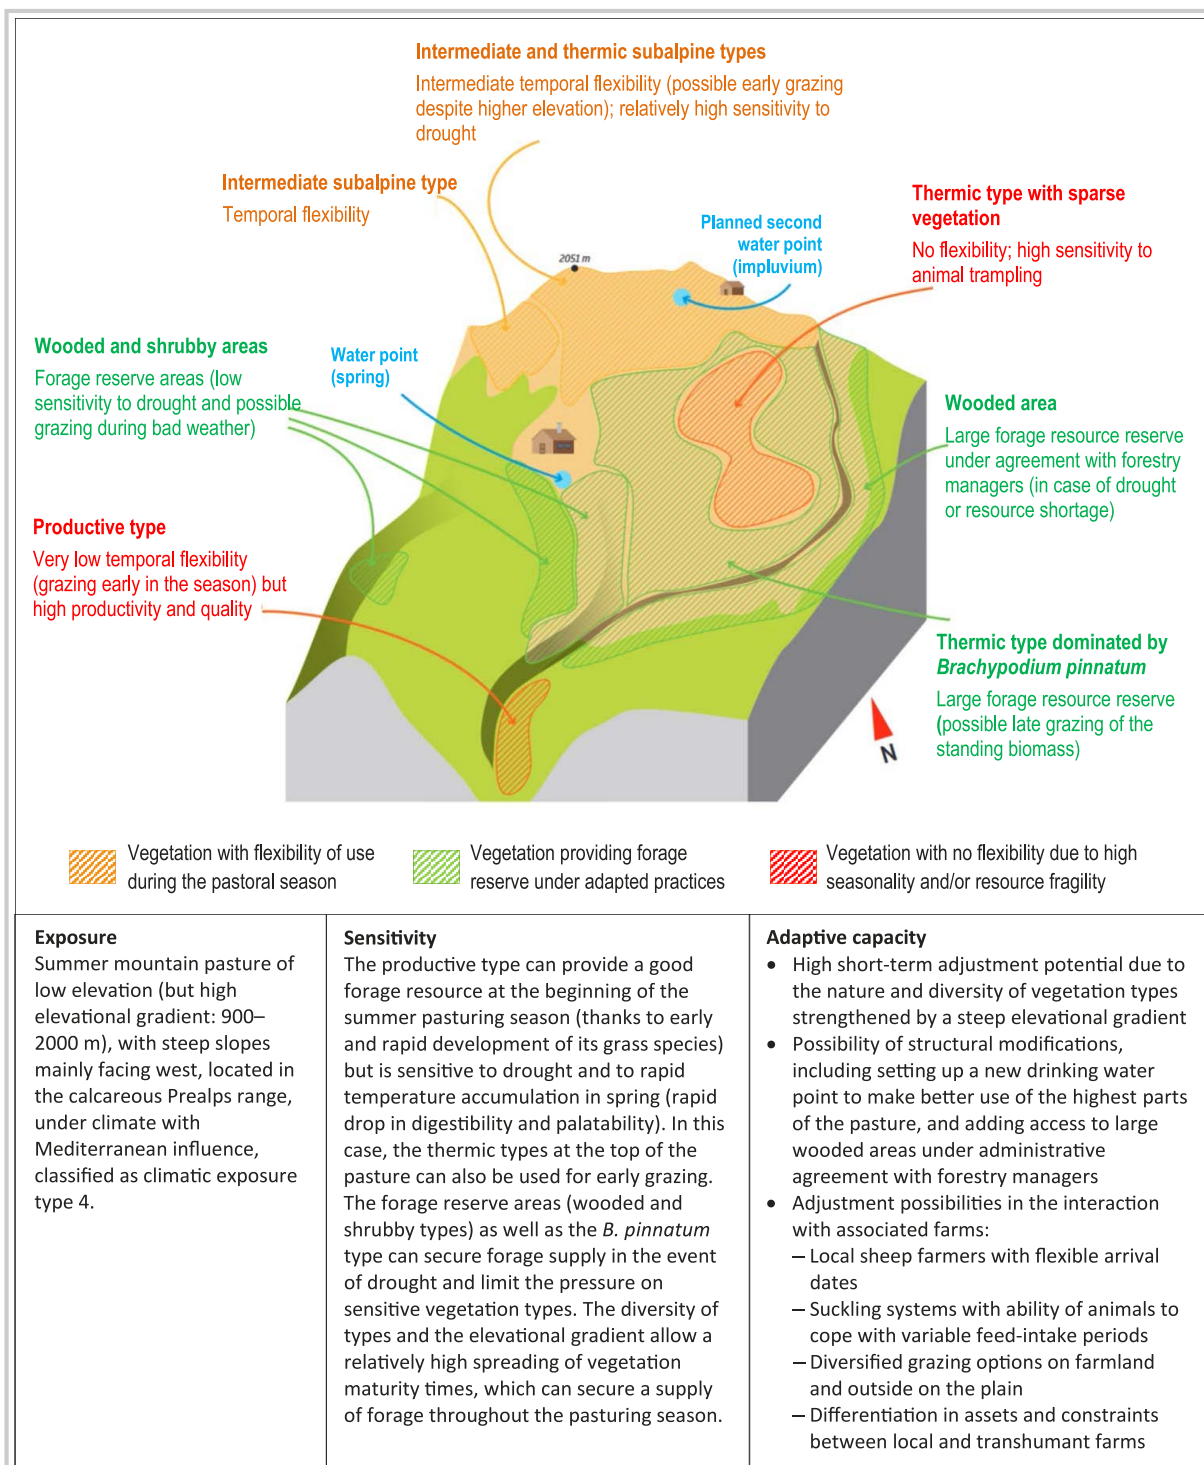 Intermediate and thermic subalpine types
Intermediate temporal flexibility (possible early grazing
despite higher elevation); relatively high sensitivity to
drought
Intermediate subalpine type
Temporal flexibility
Thermic type with sparse
vegetation
No flexibility; high sensitivity to
animal trampling
Planned second
water point
(impluvium)
2051 m
Wooded and shrubby areas
Forage reserve areas (low
sensitivity to drought and possible
grazing during bad weather)
Water point
(spring)
Wooded area
Large forage resource reserve
under agreement with forestry
managers (in case of drought
or resource shortage)
Productive type
Very low temporal flexibility
(grazing early in the season) but
high productivity and quality
Thermic type dominated by
Brachypodium pinnatum
Large forage resource reserve
(possible late grazing of the
standing biomass)
N
Vegetation with flexibility of use
during the pastoral season
Vegetation providing forage
reserve under adapted practices
Vegetation with no flexibility due to high
seasonality and/or resource fragility
Exposure
Summer mountain pasture of
low elevation (but high
elevational gradient: 900–
2000 m), with steep slopes
mainly facing west, located in
the calcareous Prealps range,
under climate with
Mediterranean influence,
classified as climatic exposure
type 4.
Sensitivity
The productive type can provide a good
forage resource at the beginning of the
summer pasturing season (thanks to early
and rapid development of its grass species)
but is sensitive to drought and to rapid
temperature accumulation in spring (rapid
drop in digestibility and palatability). In this
case, the thermic types at the top of the
pasture can also be used for early grazing.
The forage reserve areas (wooded and
shrubby types) as well as the B. pinnatum
type can secure forage supply in the event
of drought and limit the pressure on
sensitive vegetation types. The diversity of
types and the elevational gradient allow a
relatively high spreading of vegetation
maturity times, which can secure a supply
of forage throughout the pasturing season.
Adaptive capacity
• High short-term adjustment potential due to
the nature and diversity of vegetation types
strengthened by a steep elevational gradient
• Possibility of structural modifications,
including setting up a new drinking water
point to make better use of the highest parts
of the pasture, and adding access to large
wooded areas under administrative
agreement with forestry managers
• Adjustment possibilities in the interaction
with associated farms:
– Local sheep farmers with flexible arrival
dates
– Suckling systems with ability of animals to
cope with variable feed-intake periods
– Diversified grazing options on farmland
and outside on the plain
– Differentiation in assets and constraints
between local and transhumant farms